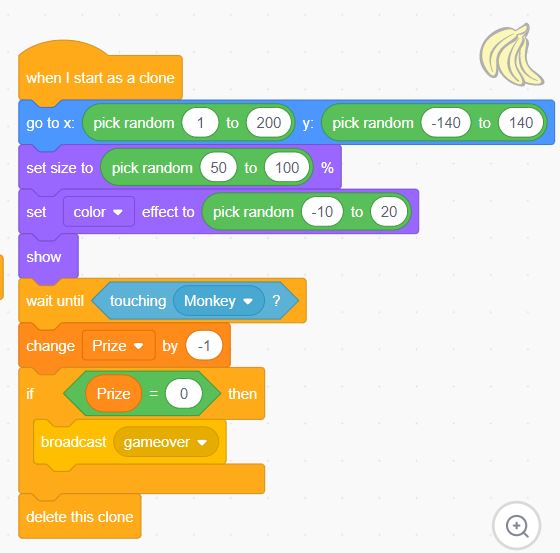 when I start as a clone
go to x: pick random 1 to 200 y: pick random -140 to 140
set size to pick random 50 to 100 %
set color effect to pick random -10 to 20
show
wait until touching Monkey ?
change Prize by -1
if Prize = 0 then
broadcast gameover
delete this clone